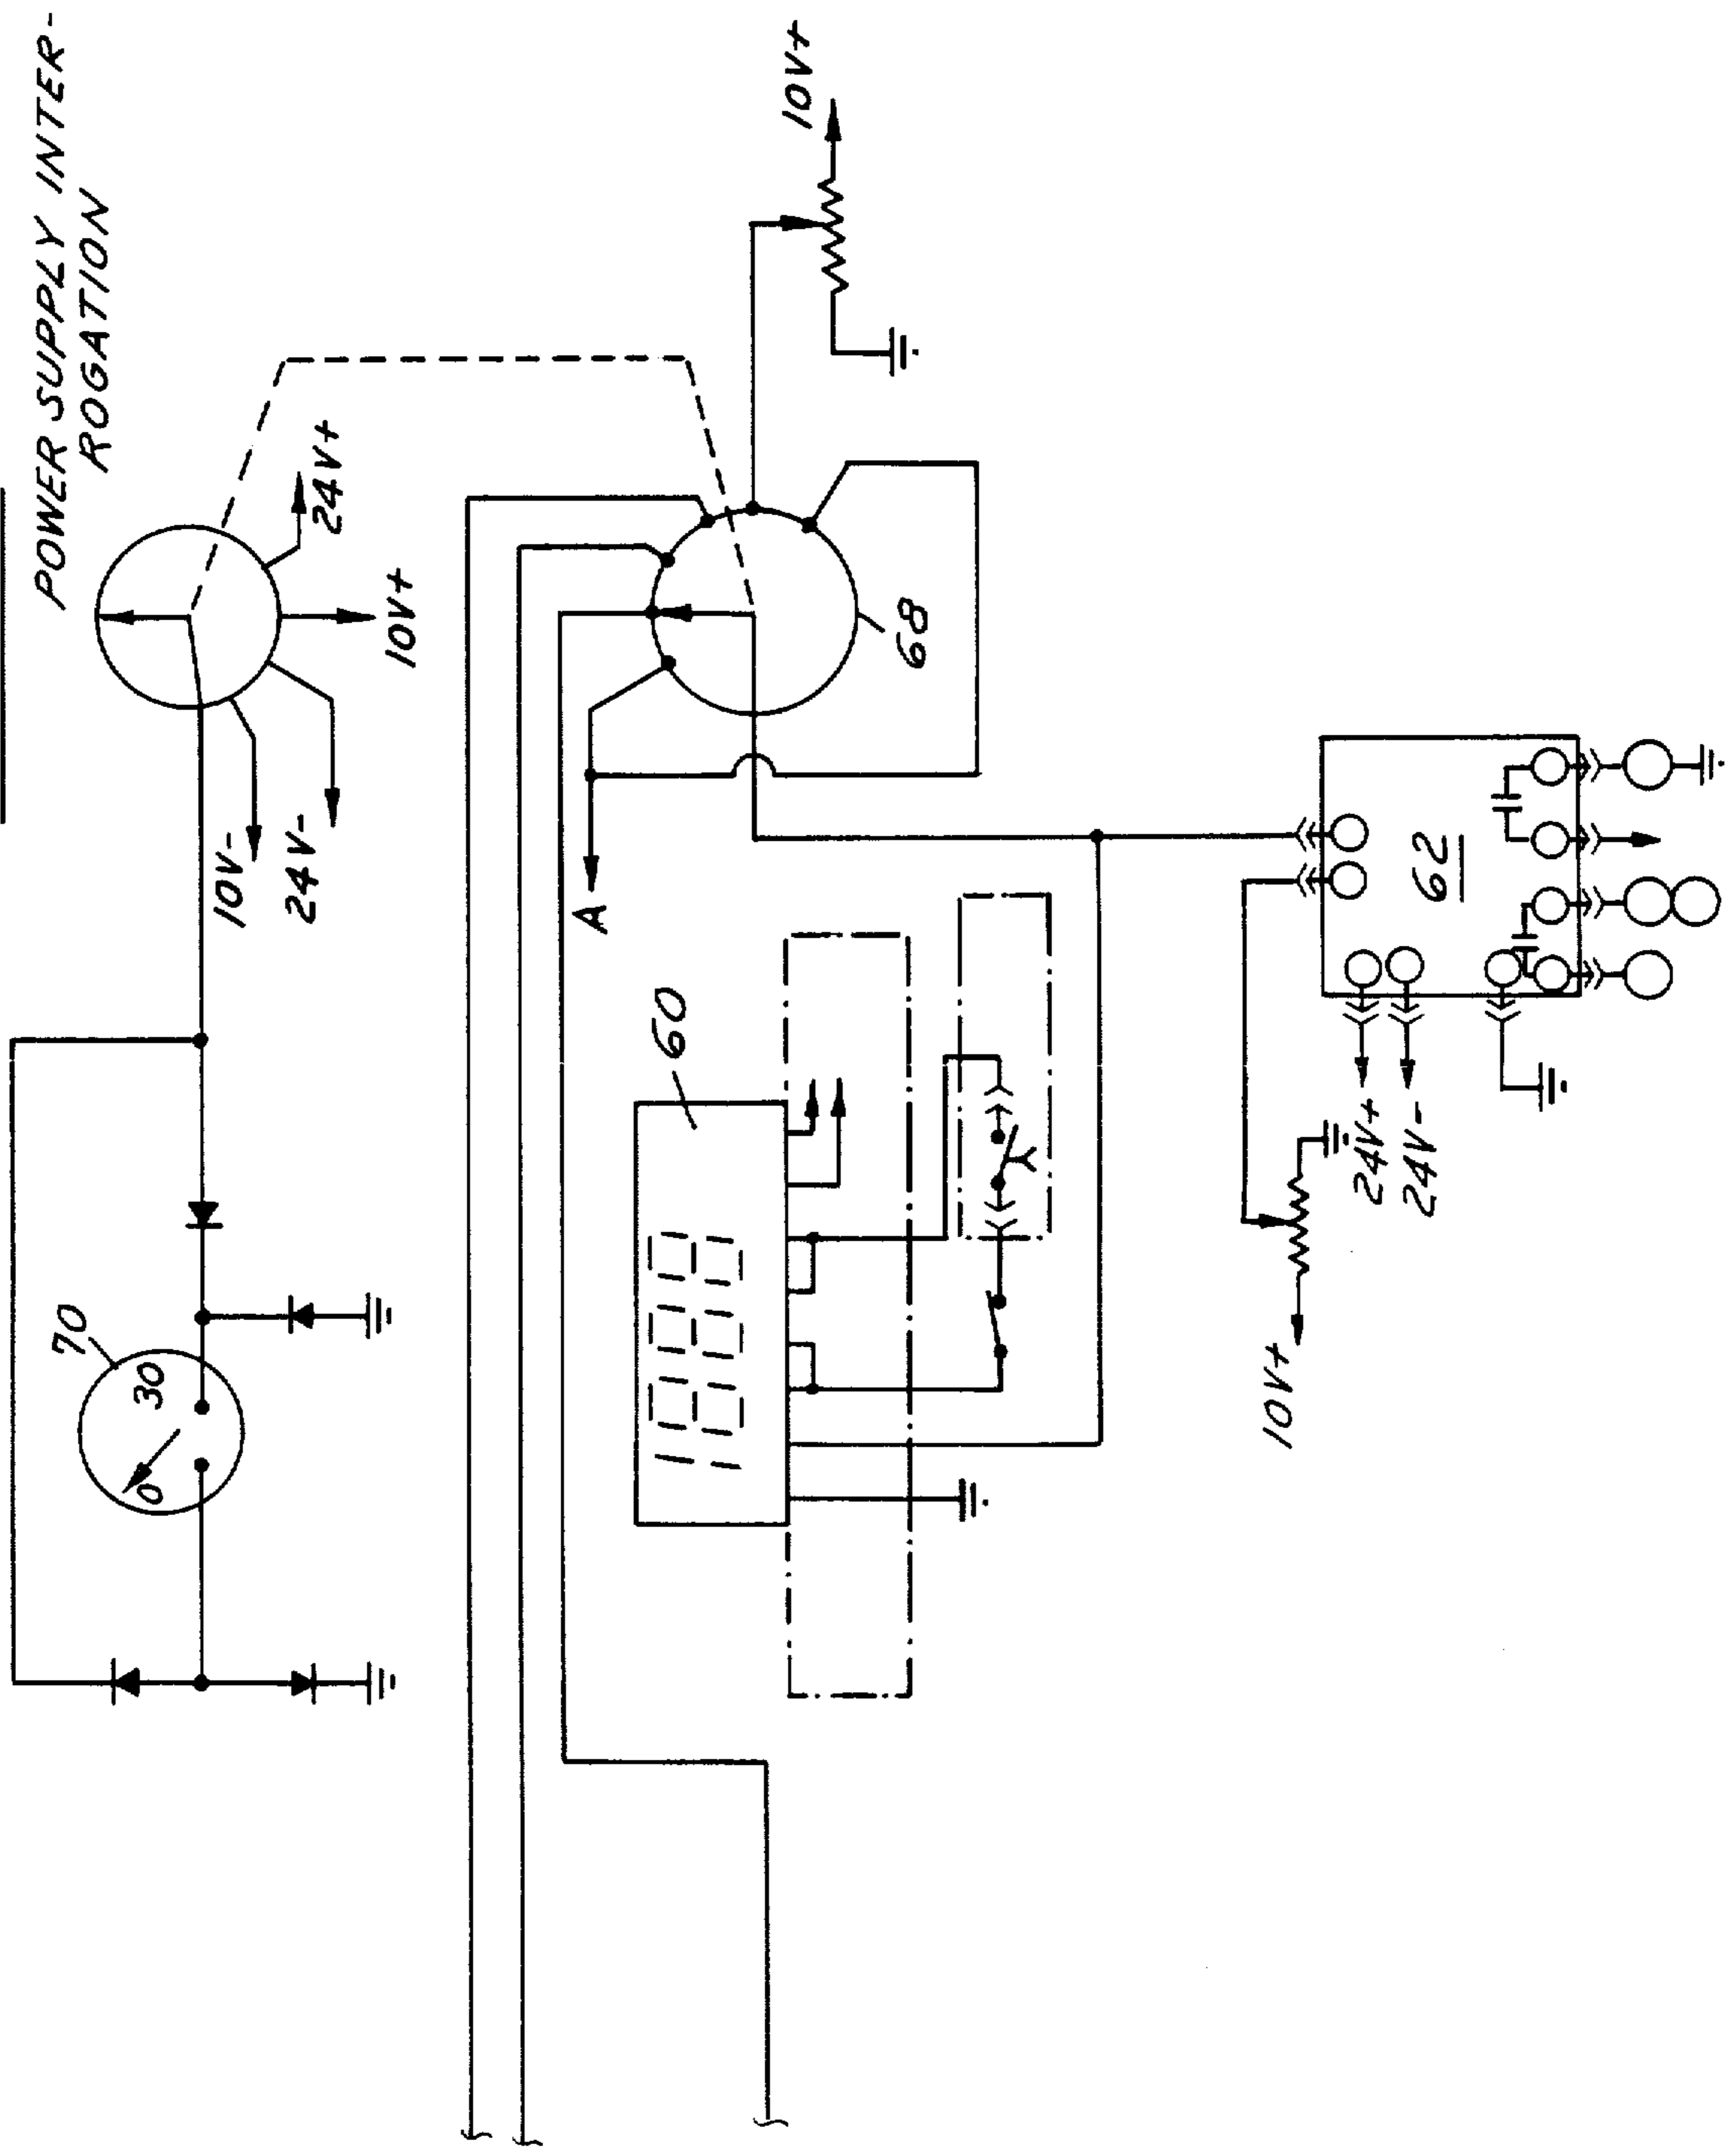 POWER SUPPLY INTER-
ROGATION
70
0
30
10V-
24V-
10V+
24V+
60
A
68
10V+
10V+
24V+
24V-
62